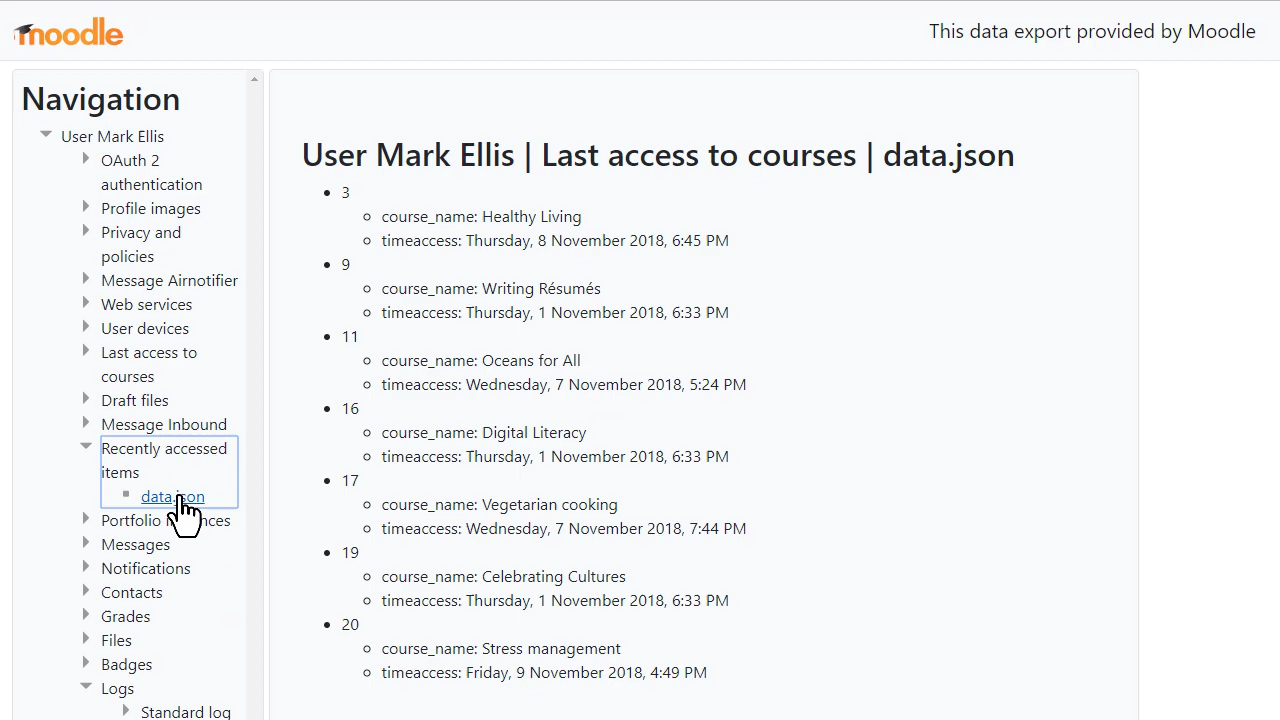 moodle
This data export provided by Moodle
Navigation
User Mark Ellis
OAuth 2
authentication
Profile images
Privacy and
policies
Message Airnotifier
Web services
User devices
Last access to
courses
Draft files
Message Inbound
Recently accessed
items
data.json
Portfolio
Messages
Notifications
Contacts
Grades
Files
Badges
Logs
Standard log
User Mark Ellis | Last access to courses | data.json
3
course_name: Healthy Living
timeaccess: Thursday, 8 November 2018, 6:45 PM
9
course_name: Writing Résumés
timeaccess: Thursday, 1 November 2018, 6:33 PM
11
course_name: Oceans for All
timeaccess: Wednesday, 7 November 2018, 5:24 PM
16
course_name: Digital Literacy
timeaccess: Thursday, 1 November 2018, 6:33 PM
17
course_name: Vegetarian cooking
timeaccess: Wednesday, 7 November 2018, 7:44 PM
19
course_name: Celebrating Cultures
timeaccess: Thursday, 1 November 2018, 6:33 PM
20
course_name: Stress management
timeaccess: Friday, 9 November 2018, 4:49 PM